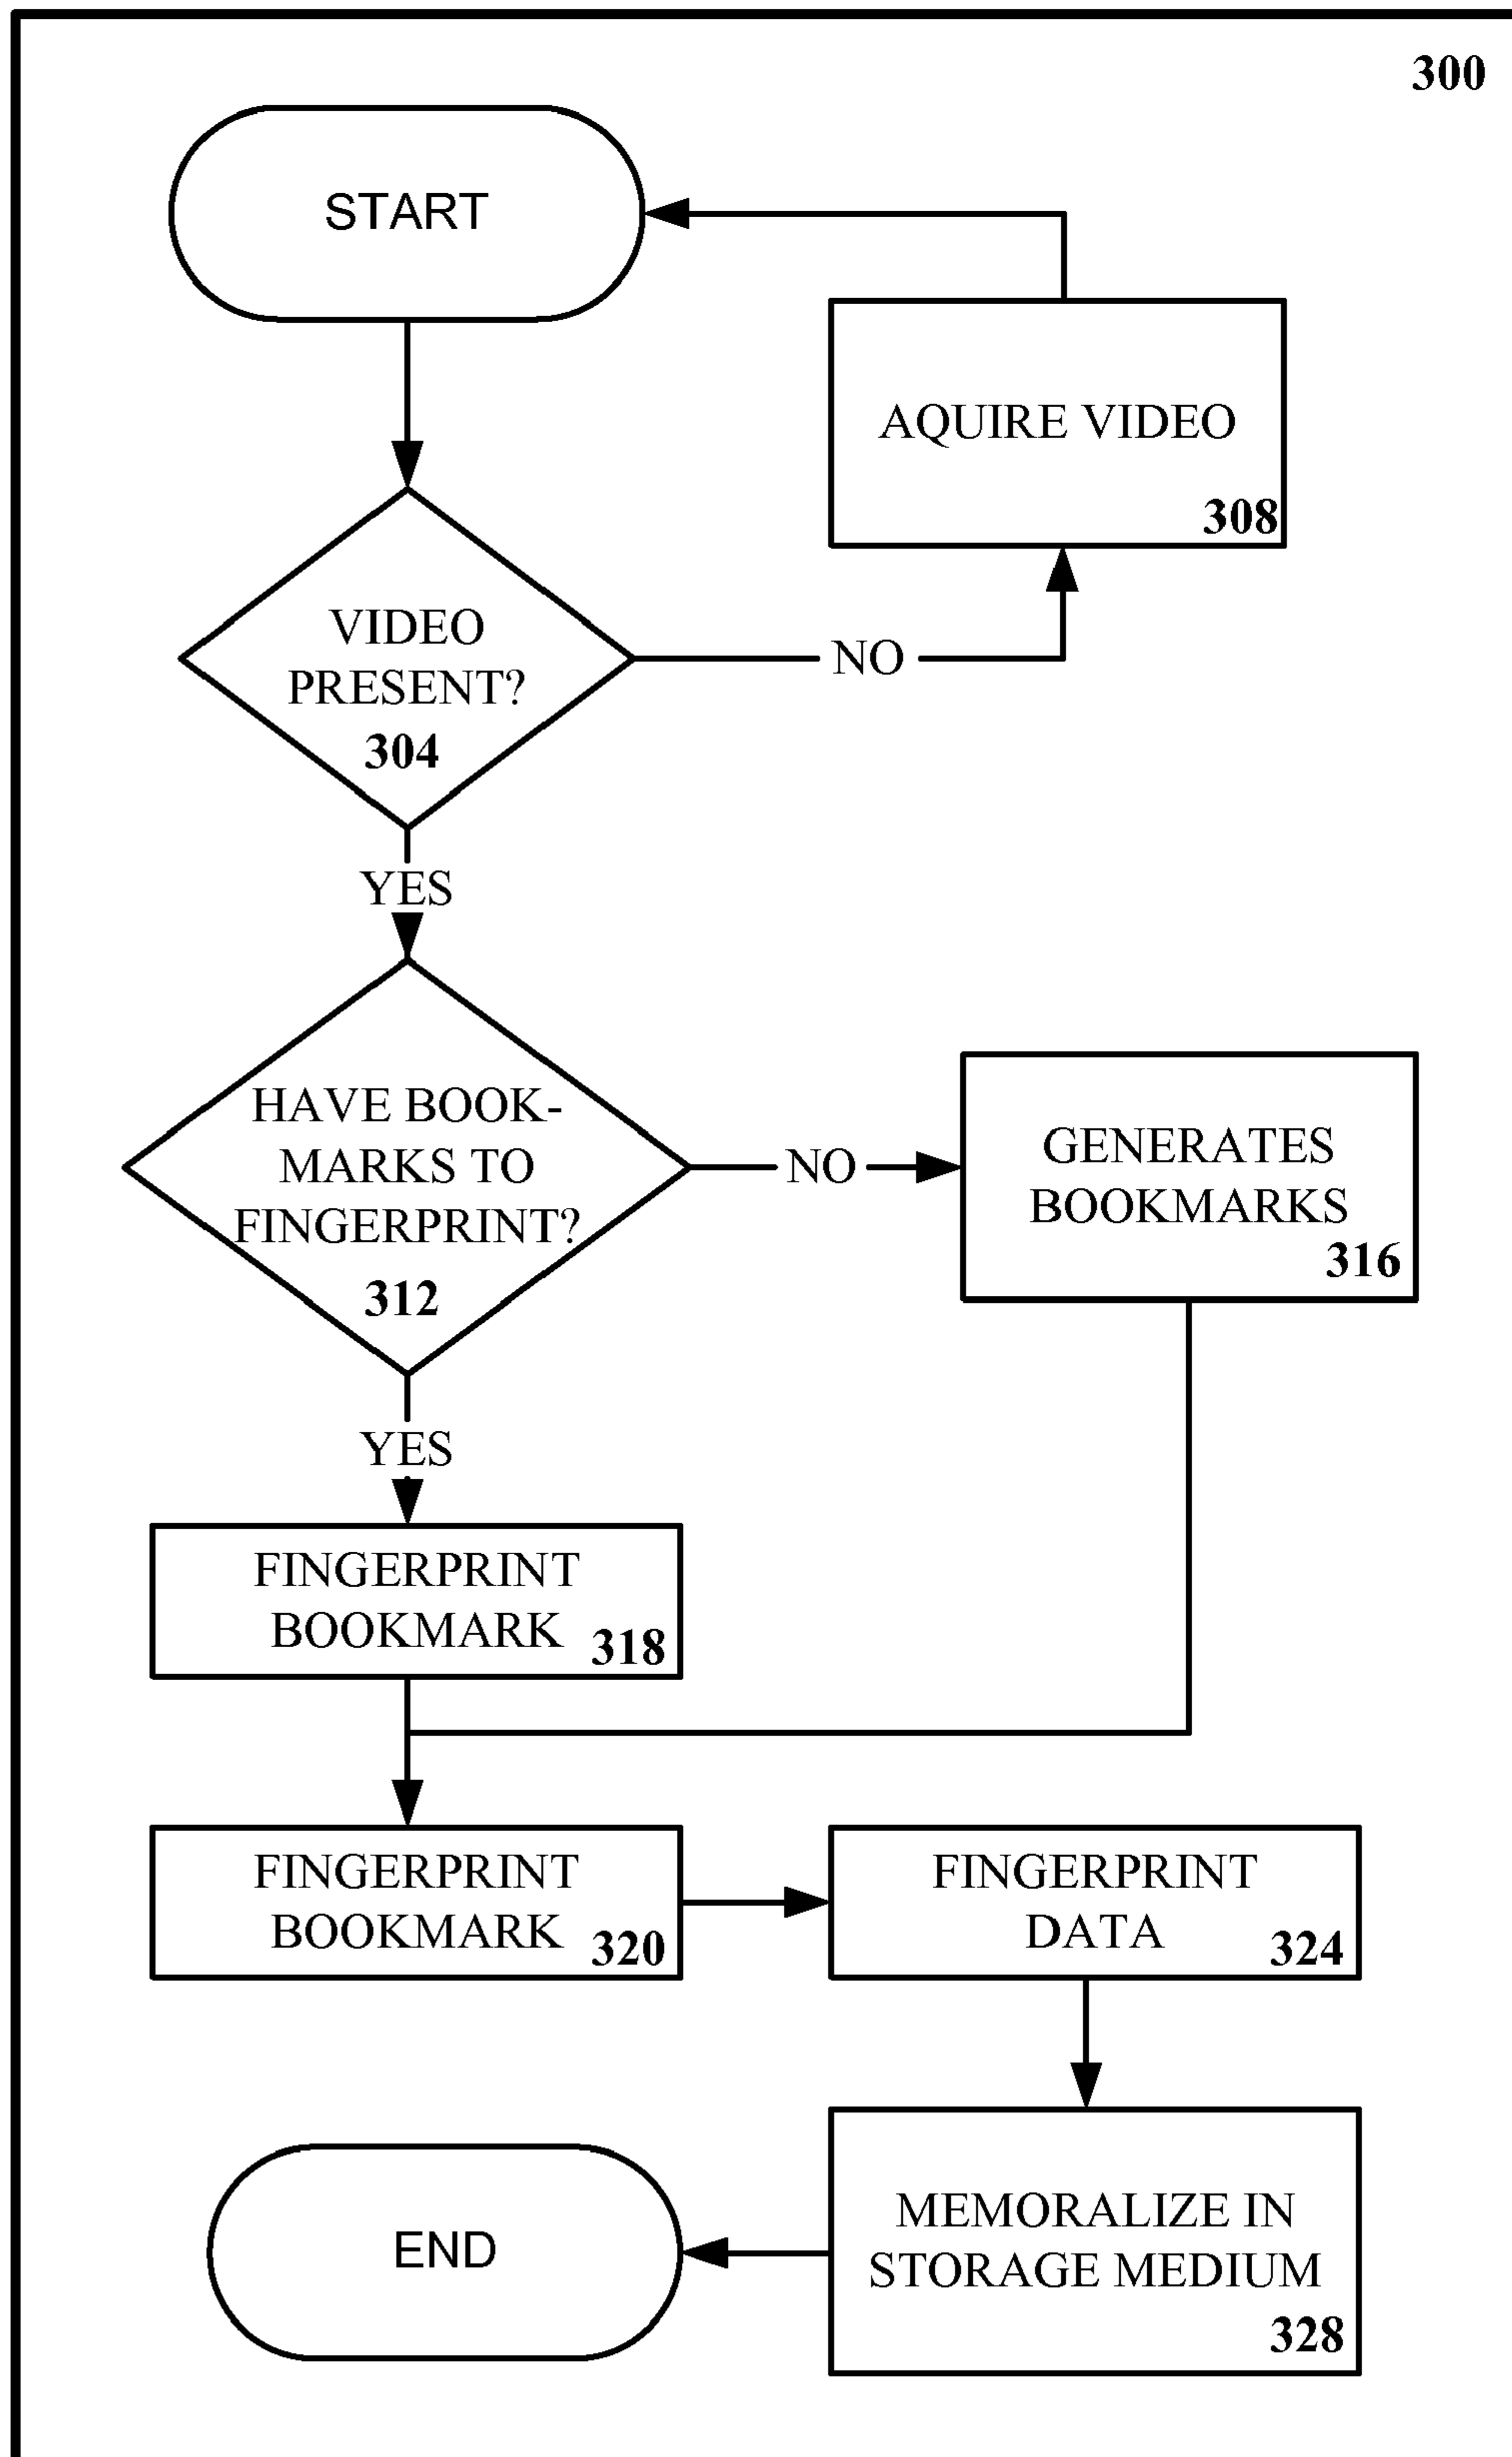 300
START
AQUIRE VIDEO
308
VIDEO
PRESENT?
304
NO
YES
HAVE BOOK-
MARKS TO
FINGERPRINT?
312
NO
GENERATES
BOOKMARKS
316
YES
FINGERPRINT
BOOKMARK
318
FINGERPRINT
BOOKMARK
320
FINGERPRINT
DATA
324
MEMORALIZE IN
STORAGE MEDIUM
328
END